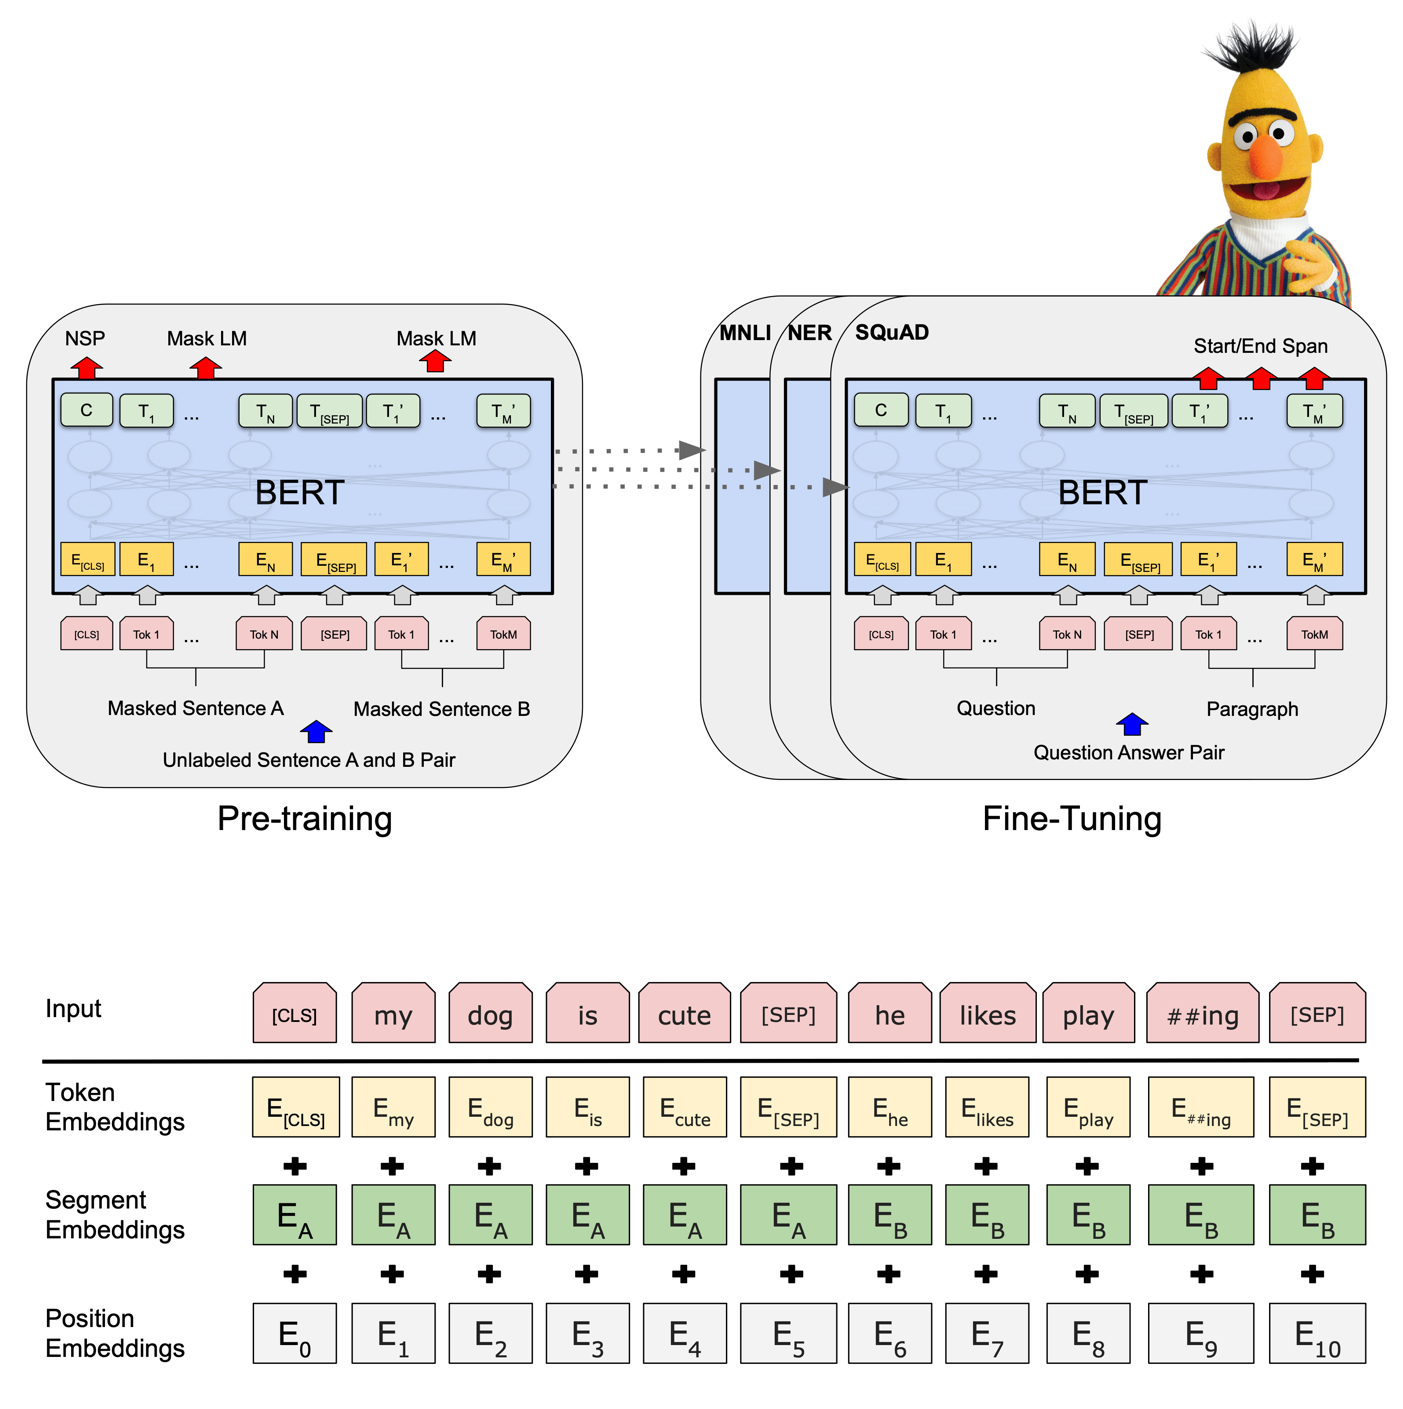 NSP Mask LM Mask LM
C T1 ... TN T[SEP] T1’ ... TM’
BERT
E[CLS] E1 ... EN E[SEP] E1’ ... EM’
[CLS] Tok 1 ... Tok N [SEP] Tok 1 ... TokM
Masked Sentence A Masked Sentence B
Unlabeled Sentence A and B Pair
Pre-training
MNLI NER SQuAD
Start/End Span
C T1 ... TN T[SEP] T1’ ... TM’
BERT
E[CLS] E1 ... EN E[SEP] E1’ ... EM’
[CLS] Tok 1 ... Tok N [SEP] Tok 1 ... TokM
Question Paragraph
Question Answer Pair
Fine-Tuning
Input [CLS] my dog is cute [SEP] he likes play ##ing [SEP]
Token
Embeddings E[CLS] Emy Edog Eis Ecute E[SEP] Ehe Elikes Eplay E##ing E[SEP]
+ + + + + + + + + + +
Segment
Embeddings EA EA EA EA EA EA EB EB EB EB EB
+ + + + + + + + + + +
Position
Embeddings E0 E1 E2 E3 E4 E5 E6 E7 E8 E9 E10